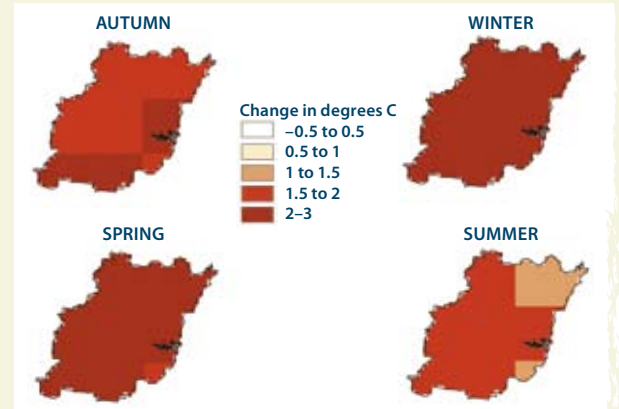 AUTUMN
WINTER
Change in degrees C
–0.5 to 0.5
0.5 to 1
1 to 1.5
1.5 to 2
2–3
SPRING
SUMMER